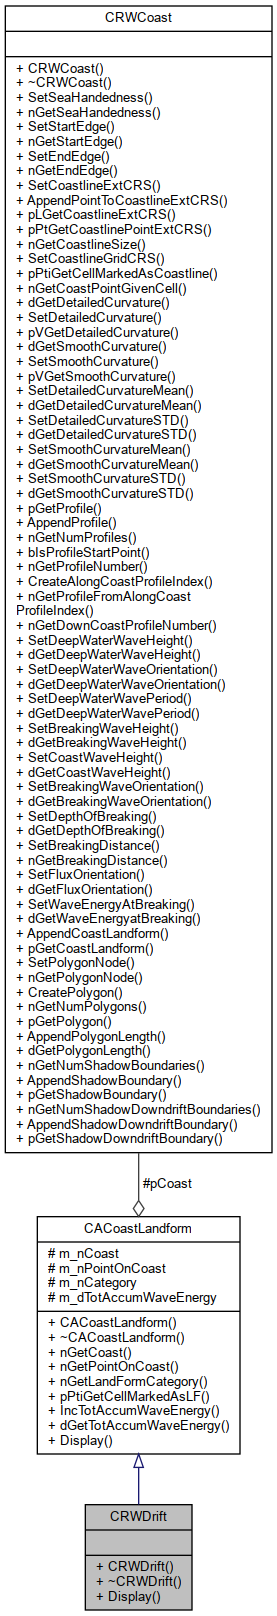 CRWCoast
+ CRWCoast()
+ ~CRWCoast()
+ SetSeaHandedness()
+ nGetSeaHandedness()
+ SetStartEdge()
+ nGetStartEdge()
+ SetEndEdge()
+ nGetEndEdge()
+ SetCoastlineExtCRS()
+ AppendPointToCoastlineExtCRS()
+ pLGetCoastlineExtCRS()
+ pPtGetCoastlinePointExtCRS()
+ nGetCoastlineSize()
+ SetCoastlineGridCRS()
+ pPtiGetCellMarkedAsCoastline()
+ nGetCoastPointGivenCell()
+ dGetDetailedCurvature()
+ SetDetailedCurvature()
+ pVGetDetailedCurvature()
+ dGetSmoothCurvature()
+ SetSmoothCurvature()
+ pVGetSmoothCurvature()
+ SetDetailedCurvatureMean()
+ dGetDetailedCurvatureMean()
+ SetDetailedCurvatureSTD()
+ dGetDetailedCurvatureSTD()
+ SetSmoothCurvatureMean()
+ dGetSmoothCurvatureMean()
+ SetSmoothCurvatureSTD()
+ dGetSmoothCurvatureSTD()
+ pGetProfile()
+ AppendProfile()
+ nGetNumProfiles()
+ bIsProfileStartPoint()
+ nGetProfileNumber()
+ CreateAlongCoastProfileIndex()
+ nGetProfileFromAlongCoast
ProfileIndex()
+ nGetDownCoastProfileNumber()
+ SetDeepWaterWaveHeight()
+ dGetDeepWaterWaveHeight()
+ SetDeepWaterWaveOrientation()
+ dGetDeepWaterWaveOrientation()
+ SetDeepWaterWavePeriod()
+ dGetDeepWaterWavePeriod()
+ SetBreakingWaveHeight()
+ dGetBreakingWaveHeight()
+ SetCoastWaveHeight()
+ dGetCoastWaveHeight()
+ SetBreakingWaveOrientation()
+ dGetBreakingWaveOrientation()
+ SetDepthOfBreaking()
+ dGetDepthOfBreaking()
+ SetBreakingDistance()
+ nGetBreakingDistance()
+ SetFluxOrientation()
+ dGetFluxOrientation()
+ SetWaveEnergyAtBreaking()
+ dGetWaveEnergyatBreaking()
+ AppendCoastLandform()
+ pGetCoastLandform()
+ SetPolygonNode()
+ nGetPolygonNode()
+ CreatePolygon()
+ nGetNumPolygons()
+ pGetPolygon()
+ AppendPolygonLength()
+ dGetPolygonLength()
+ nGetNumShadowBoundaries()
+ AppendShadowBoundary()
+ pGetShadowBoundary()
+ nGetNumShadowDowndriftBoundaries()
+ AppendShadowDowndriftBoundary()
+ pGetShadowDowndriftBoundary()
#pCoast
CACoastLandform
# m_nCoast
# m_nPointOnCoast
# m_nCategory
# m_dTotAccumWaveEnergy
+ CACoastLandform()
+ ~CACoastLandform()
+ nGetCoast()
+ nGetPointOnCoast()
+ nGetLandFormCategory()
+ pPtiGetCellMarkedAsLF()
+ IncTotAccumWaveEnergy()
+ dGetTotAccumWaveEnergy()
+ Display()
CRWDrift
+ CRWDrift()
+ ~CRWDrift()
+ Display()